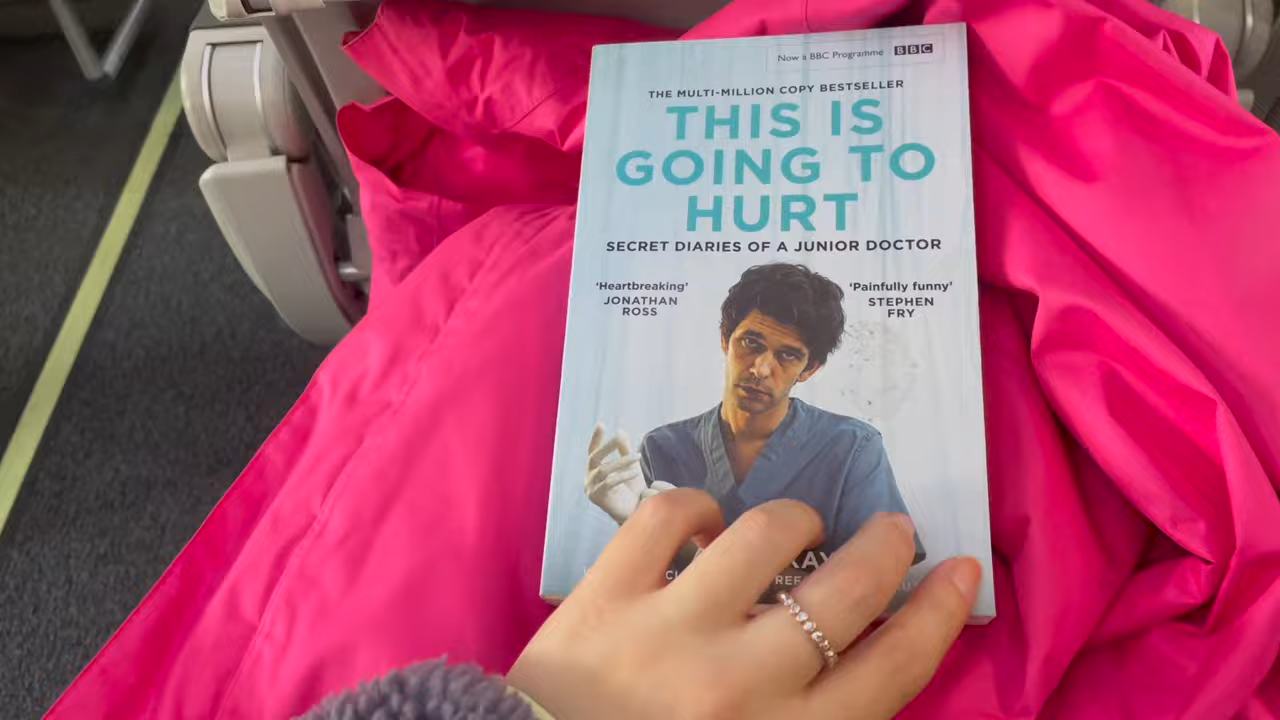 Now a BBC Programme BBC
THE MULTI-MILLION COPY BESTSELLER
THIS IS
GOING TO
HURT
SECRET DIARIES OF A JUNIOR DOCTOR
‘Heartbreaking’
JONATHAN
ROSS
‘Painfully funny’
STEPHEN
FRY